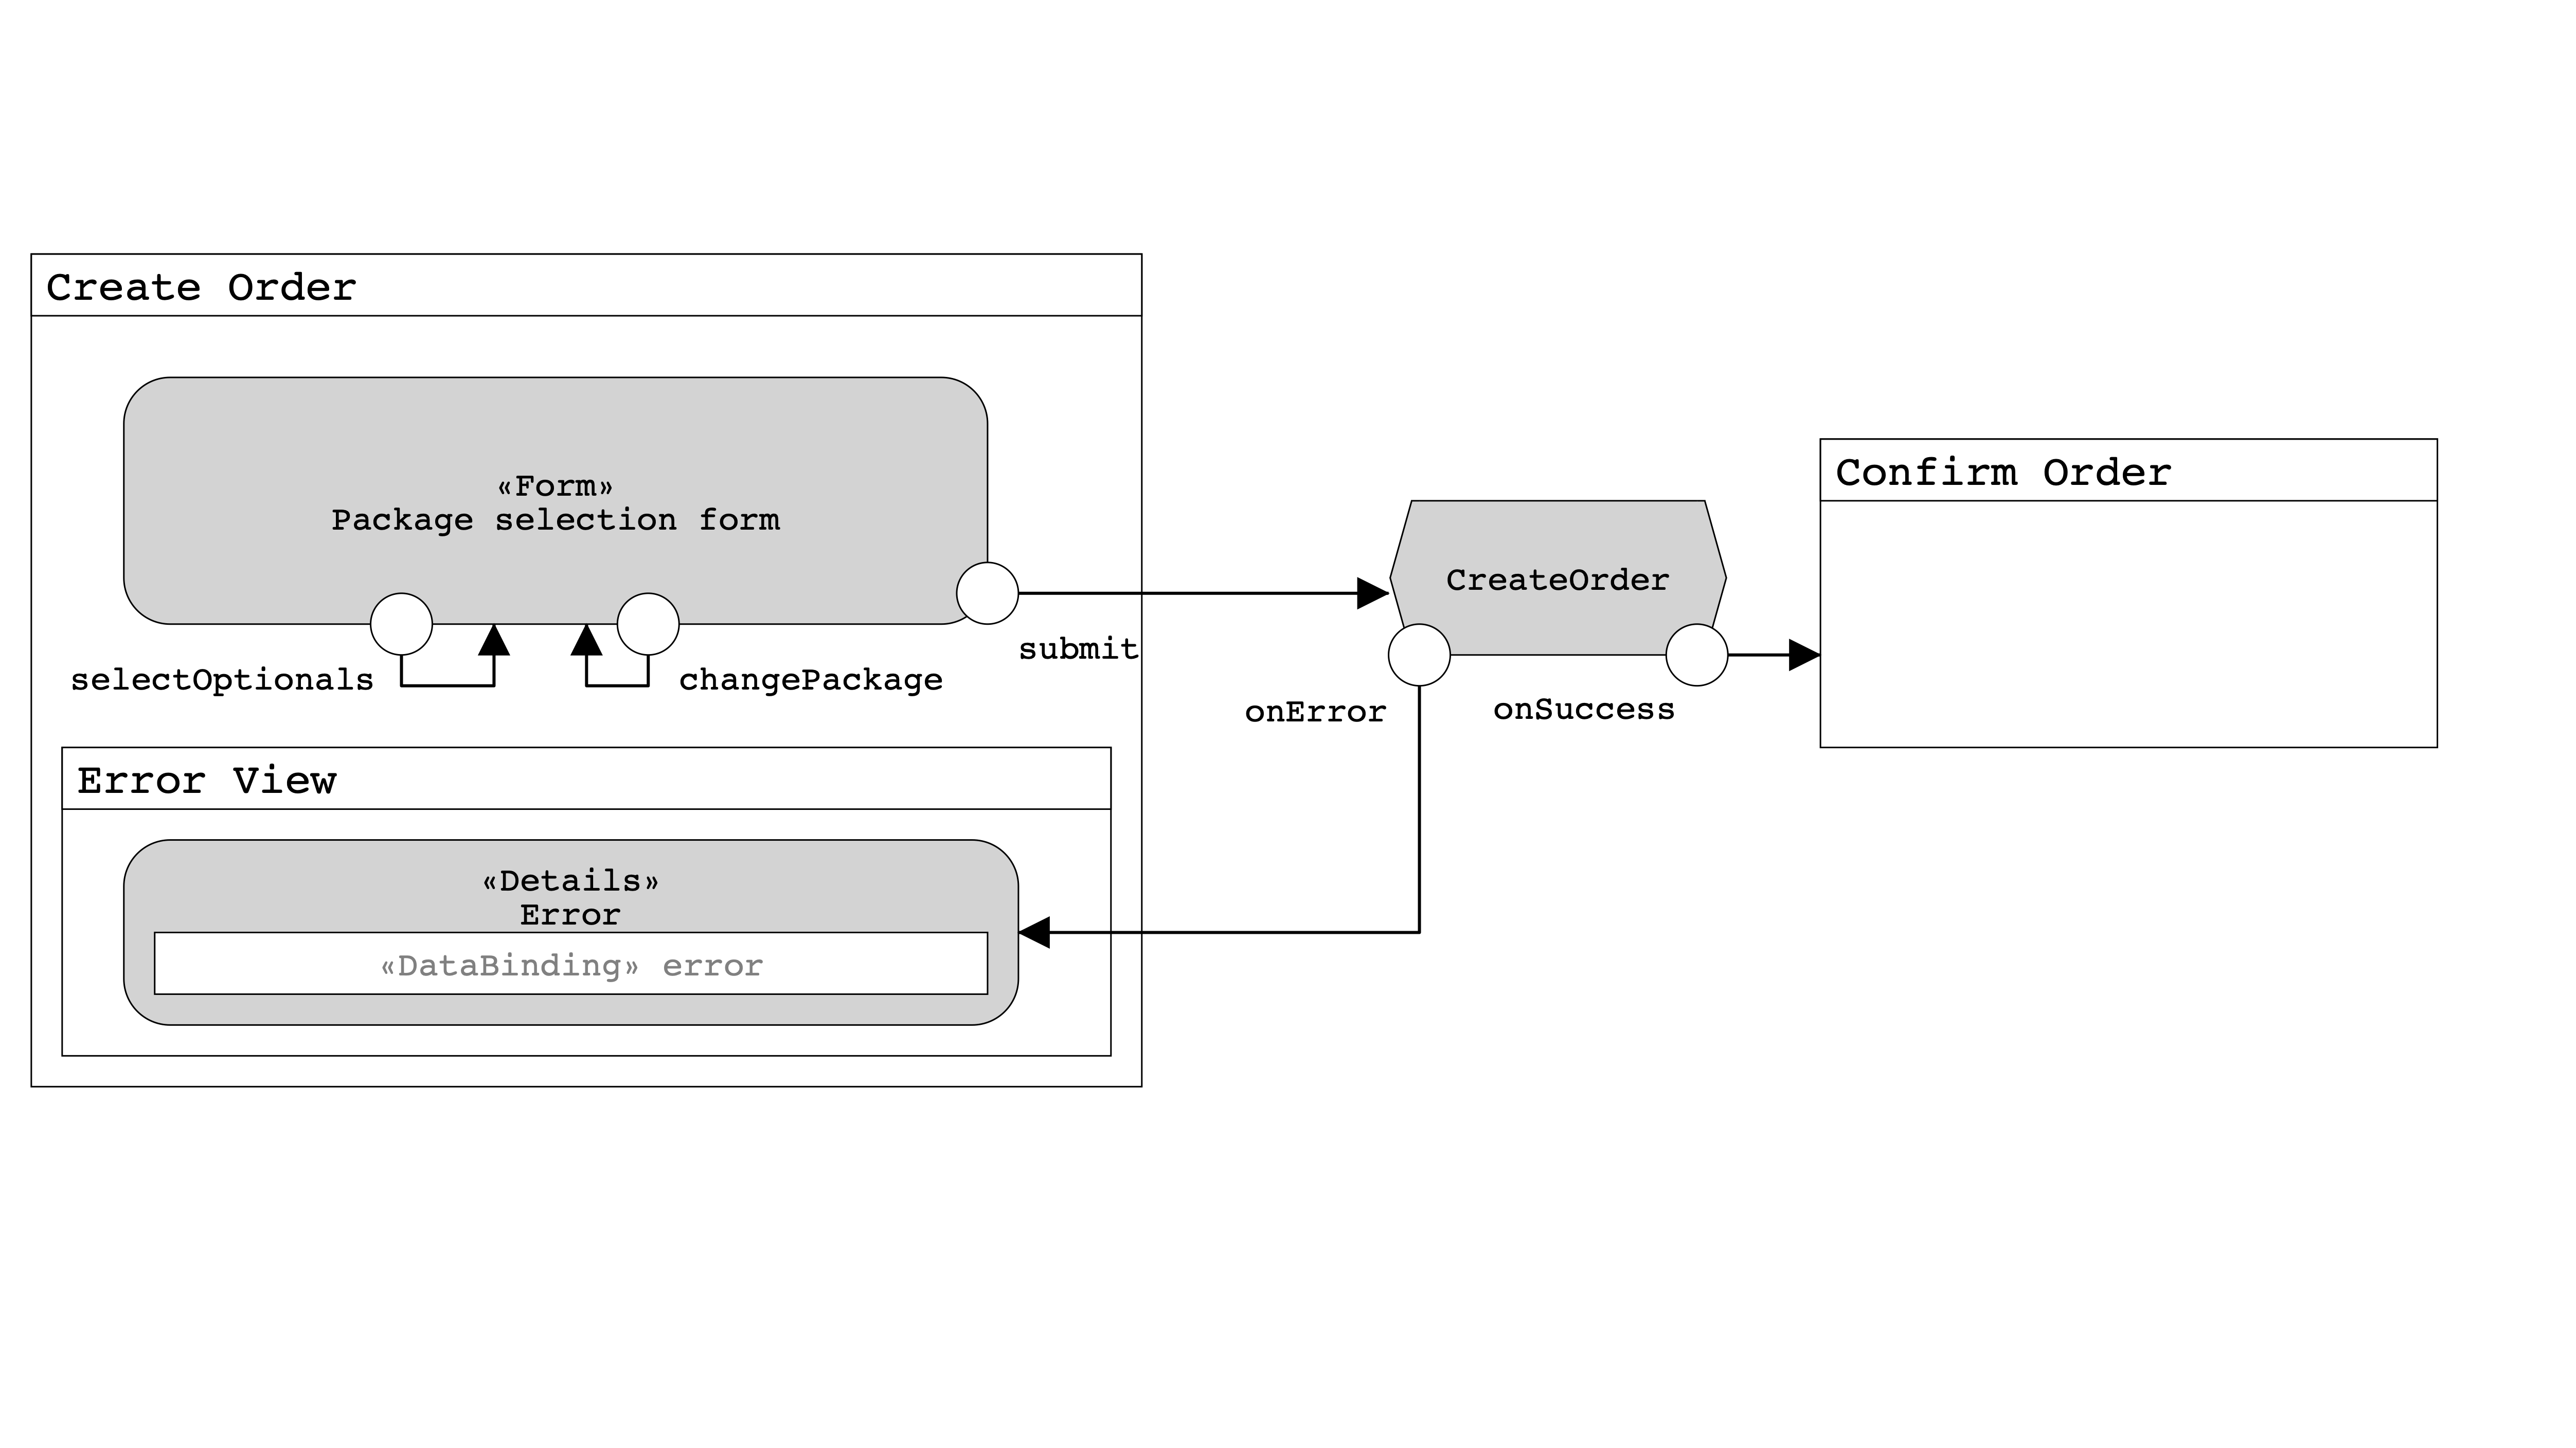 Create Order
«Form»
Package selection form
selectOptionals
changePackage
submit
Error View
«Details»
Error
«DataBinding» error
CreateOrder
onError
onSuccess
Confirm Order